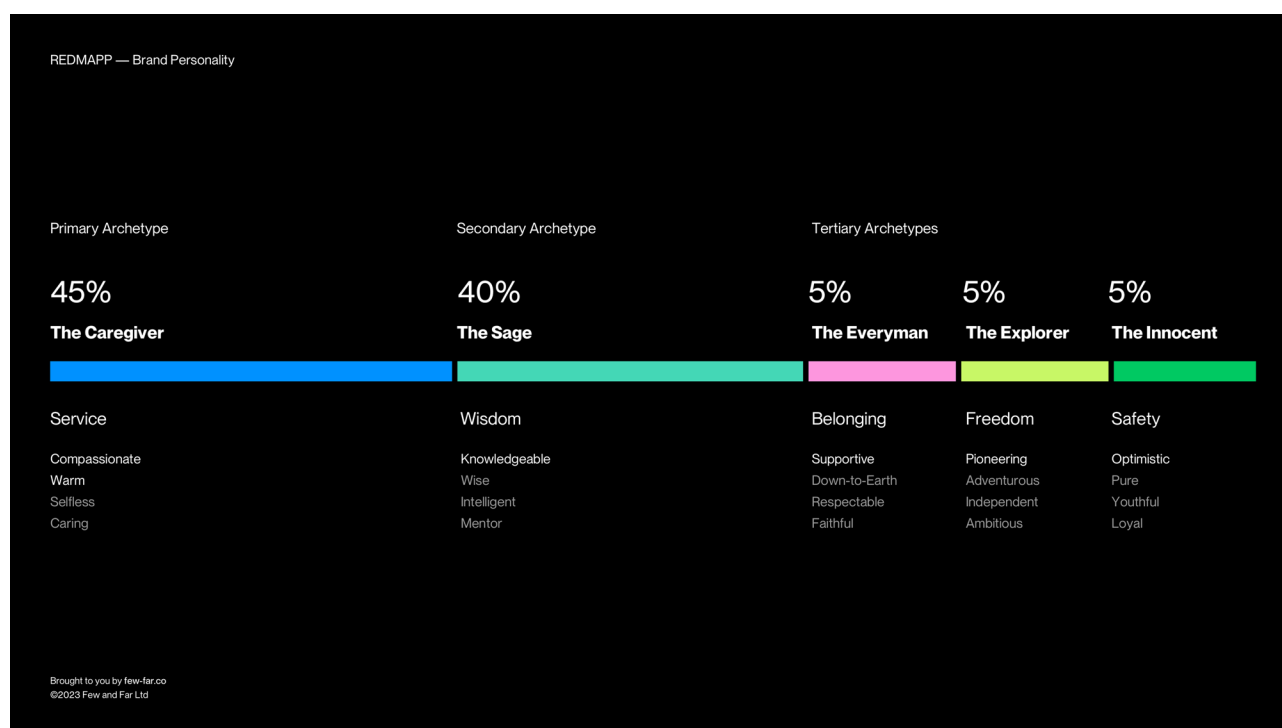 REDMAPP — Brand Personality
Primary Archetype
Secondary Archetype
Tertiary Archetypes
45%
40%
5%
5%
5%
The Caregiver
The Sage
The Everyman
The Explorer
The Innocent
Service
Wisdom
Belonging
Freedom
Safety
Compassionate
Warm
Selfless
Caring
Knowledgeable
Wise
Intelligent
Mentor
Supportive
Down-to-Earth
Respectable
Faithful
Pioneering
Adventurous
Independent
Ambitious
Optimistic
Pure
Youthful
Loyal
Brought to you by few-far.co
©2023 Few and Far Ltd